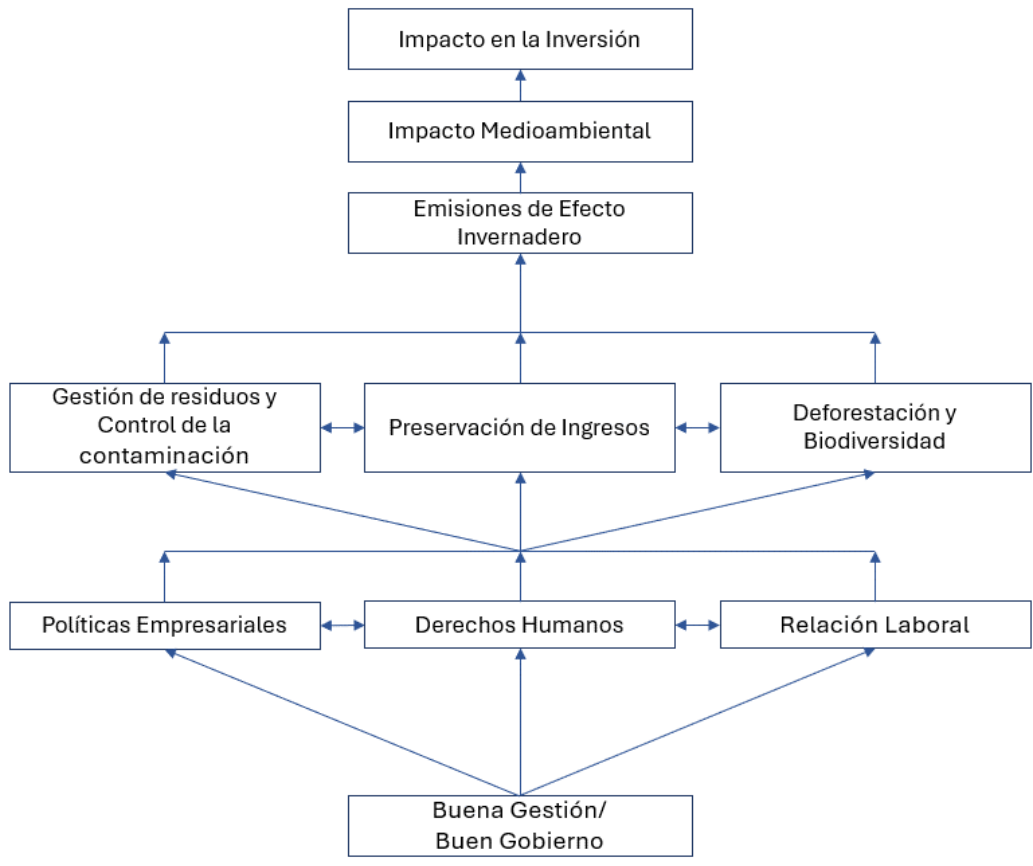 Impacto en la Inversión
Impacto Medioambiental
Emisiones de Efecto
Invernadero
Gestión de residuos y
Control de la
contaminación
Preservación de Ingresos
Deforestación y
Biodiversidad
Políticas Empresariales
Derechos Humanos
Relación Laboral
Buena Gestión/
Buen Gobierno